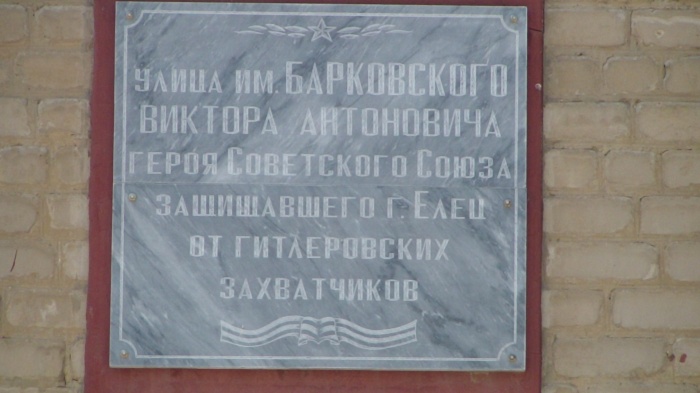 улица им. БАРКОВСКОГО
ВИКТОРА АНТОНОВИЧА
ГЕРОЯ СОВЕТСКОГО СОЮЗА
ЗАЩИЩАВШЕГО Г. ЕЛЕЦ
ОТ ГИТЛЕРОВСКИХ
ЗАХВАТЧИКОВ